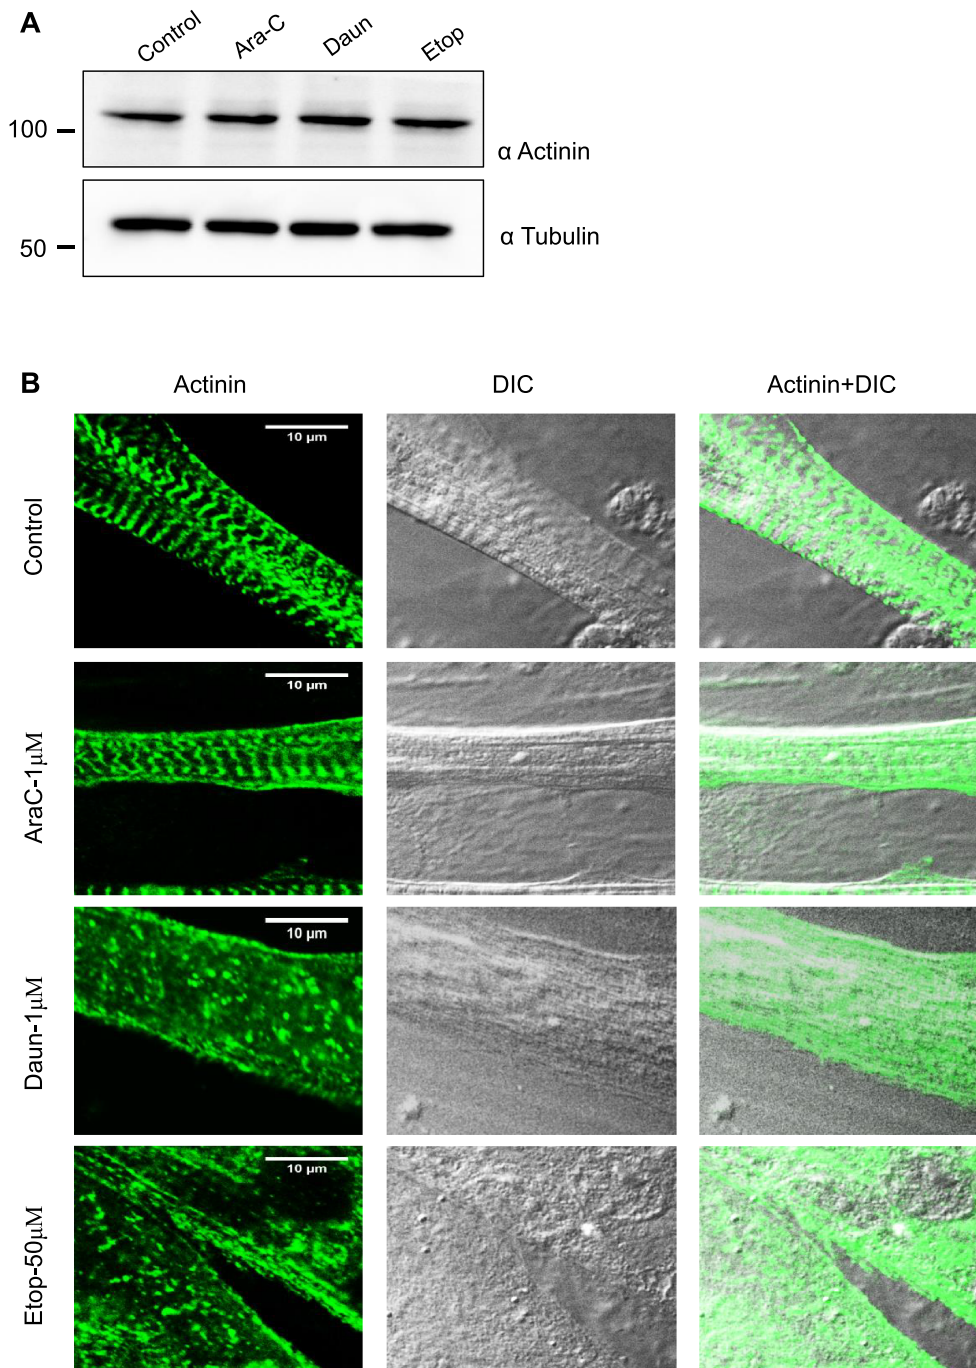 A
Control Ara-C Daun Etop
100
α Actinin
50
α Tubulin
B
Actinin DIC Actinin+DIC
Control
10 µm
AraC-1µM
10 µm
Daun-1µM
10 µm
Etop-50µM
10 µm